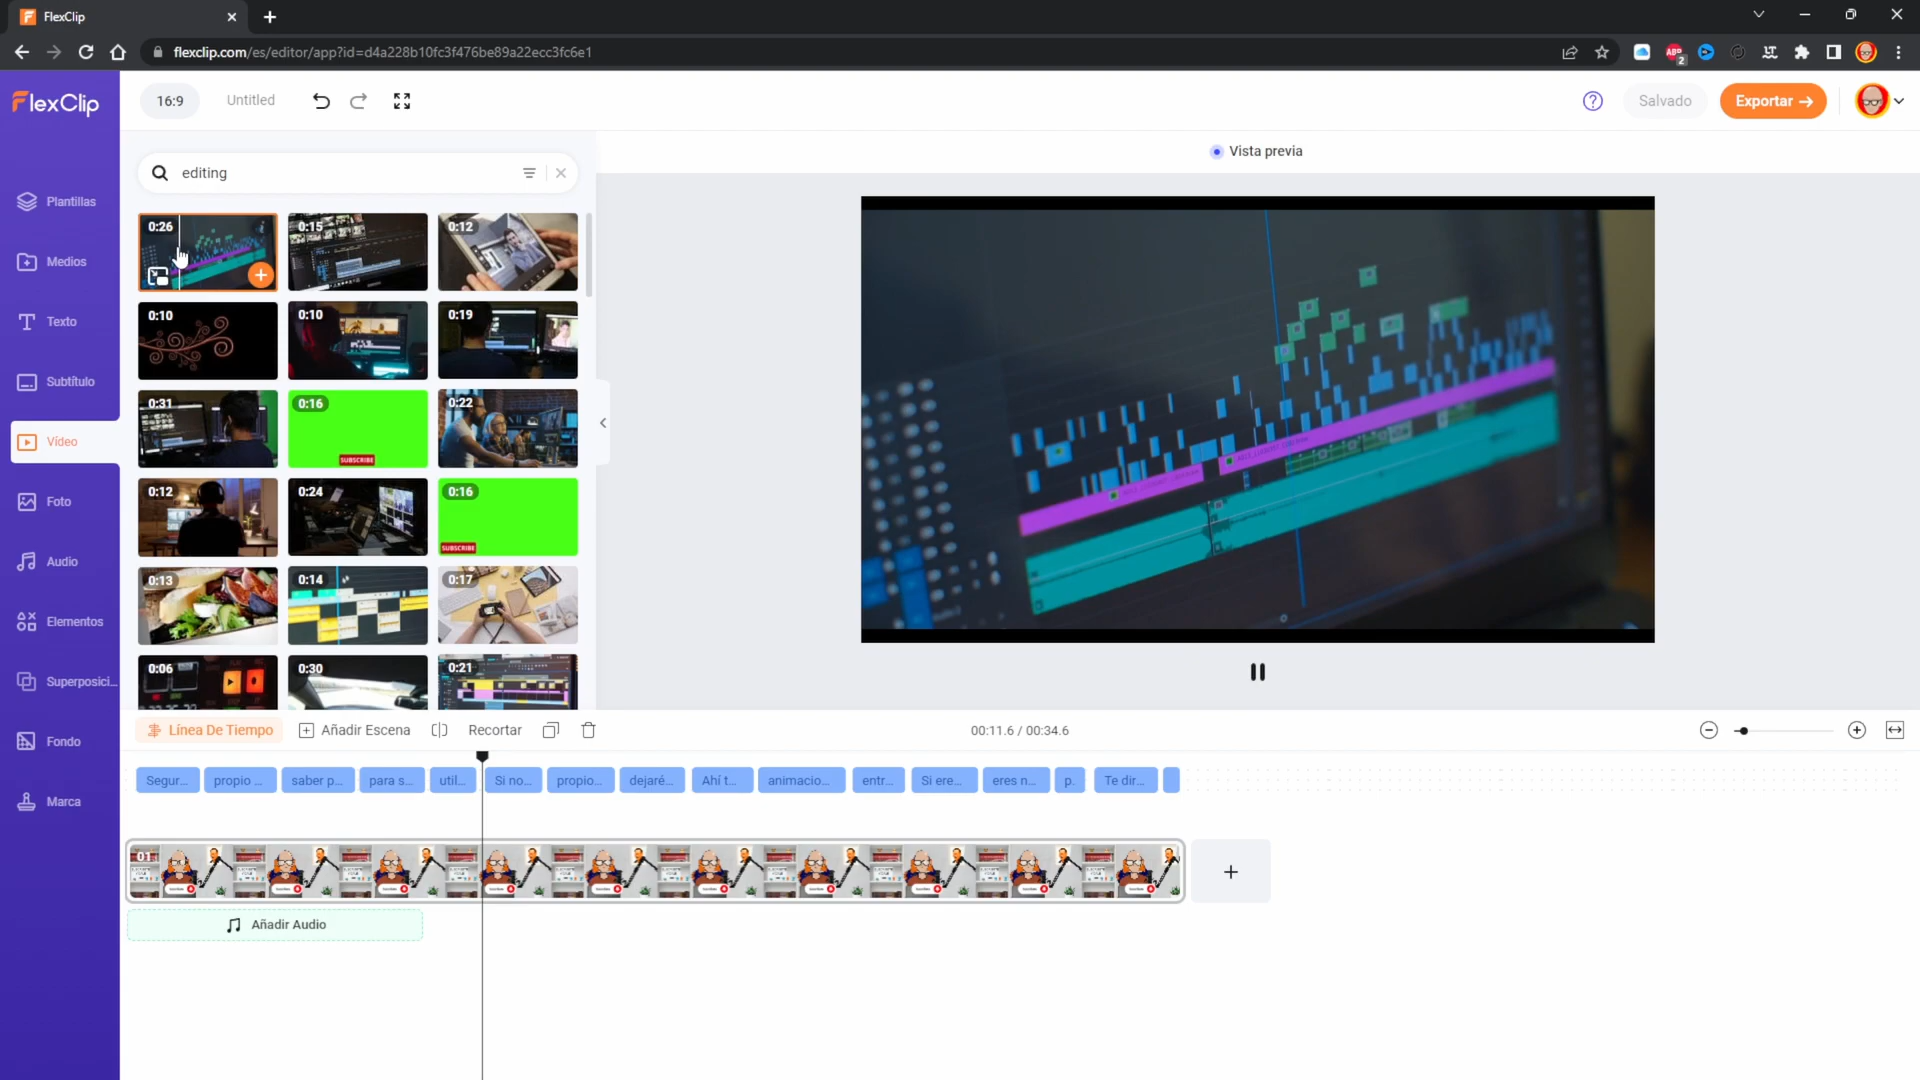 FlexClip
flexclip.com/es/editor/app?id=d4a228b10fc3f476be89a22ecc3fc6e1
ABP
2
FlexClip
16:9
Untitled
Salvado
Exportar
Plantillas
Medios
Texto
Subtítulo
Vídeo
Foto
Audio
Elementos
Superposici...
Fondo
Marca
editing
0:26
0:15
0:12
0:10
0:10
0:19
0:31
0:16
SUBSCRIBE
0:22
0:12
0:24
0:16
SUBSCRIBE
0:13
0:14
0:17
0:06
0:30
0:21
Vista previa
Línea De Tiempo
Añadir Escena
Recortar
00:11.6 / 00:34.6
Segur...
propio ...
saber p...
para s...
util...
Si no...
propio...
dejaré...
Ahí t...
animacio...
entr...
Si ere...
eres n...
p.
Te dir...
01
Añadir Audio